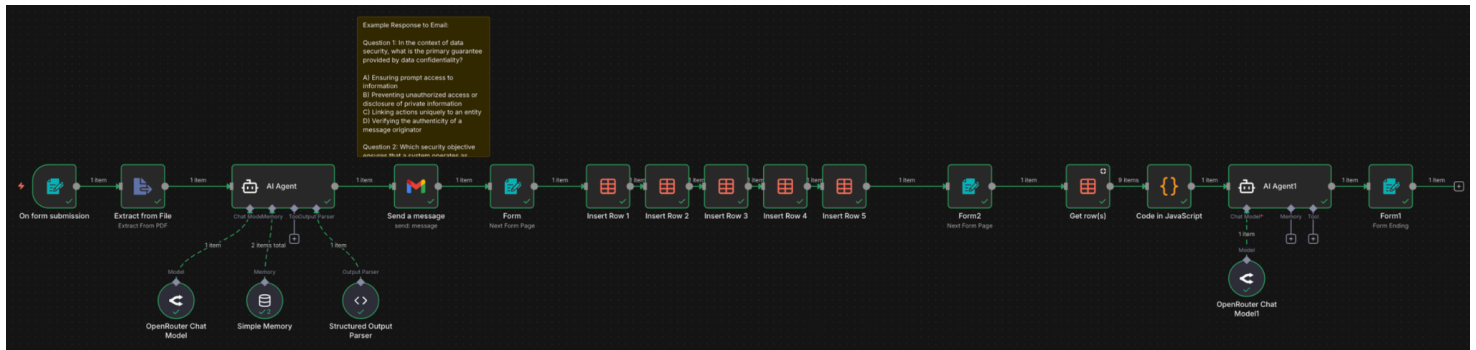 Example Response to Email:
Question 1: In the context of data
security, what is the primary guarantee
provided by data confidentiality?
A) Ensuring prompt access to
information
B) Preventing unauthorized access or
disclosure of private information
C) Linking actions uniquely to an entity
D) Verifying the authenticity of a
message originator
Question 2: Which security objective
ensures that a system operates as
1 item
1 item
AI Agent
1 item
1 item
1 item
1 item
1 item
9 items
1 item
AI Agent1
1 item
1 item
On form submission
Extract from File
Extract From PDF
Chat Model
Memory
Tool
Output Parser
Send a message
send: message
Form
Next Form Page
Insert Row 1
Insert Row 2
Insert Row 3
Insert Row 4
Insert Row 5
Form2
Next Form Page
Get row(s)
Code in JavaScript
Chat Model*
Memory
Tool
Form1
Form Ending
1 item
2 items total
1 item
1 item
Model
Memory
Output Parser
Model
2
OpenRouter Chat
Model
Simple Memory
Structured Output
Parser
OpenRouter Chat
Model1